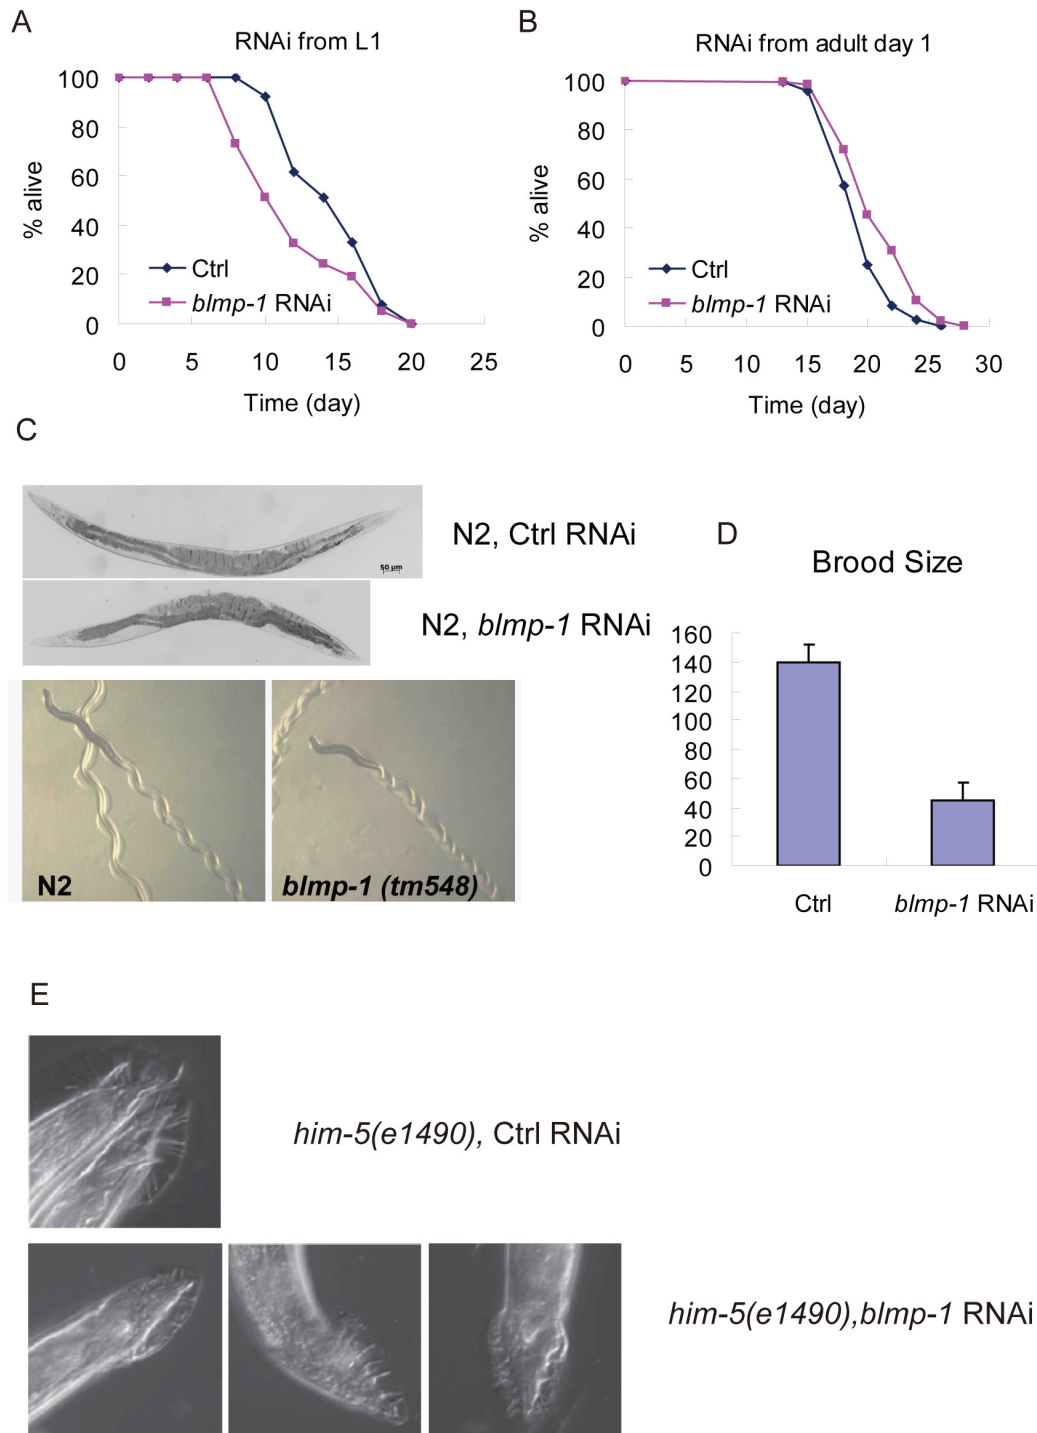 A
RNAi from L1
100
80
60
40
20
0
% alive
Ctrl
blmp-1 RNAi
0 5 10 15 20 25
Time (day)
B
RNAi from adult day 1
100
80
60
40
20
0
% alive
Ctrl
blmp-1 RNAi
0 5 10 15 20 25 30
Time (day)
C
50 µm
N2, Ctrl RNAi
N2, blmp-1 RNAi
N2
blmp-1 (tm548)
D
Brood Size
160
140
120
100
80
60
40
20
0
Ctrl
blmp-1 RNAi
E
him-5(e1490), Ctrl RNAi
him-5(e1490),blmp-1 RNAi